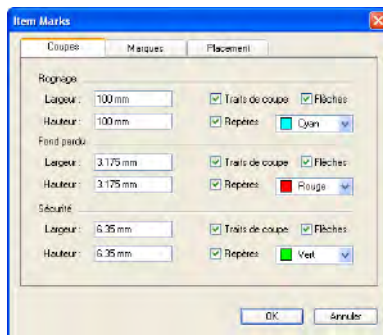 Item Marks
Coupes Marques Placement
Rognage
Largeur : 100 mm Traits de coupe Flèches
Hauteur : 100 mm Repères Cyan
Fond perdu
Largeur : 3.175 mm Traits de coupe Flèches
Hauteur : 3.175 mm Repères Rouge
Sécurité
Largeur : 6.35 mm Traits de coupe Flèches
Hauteur : 6.35 mm Repères Vert
OK Annuler